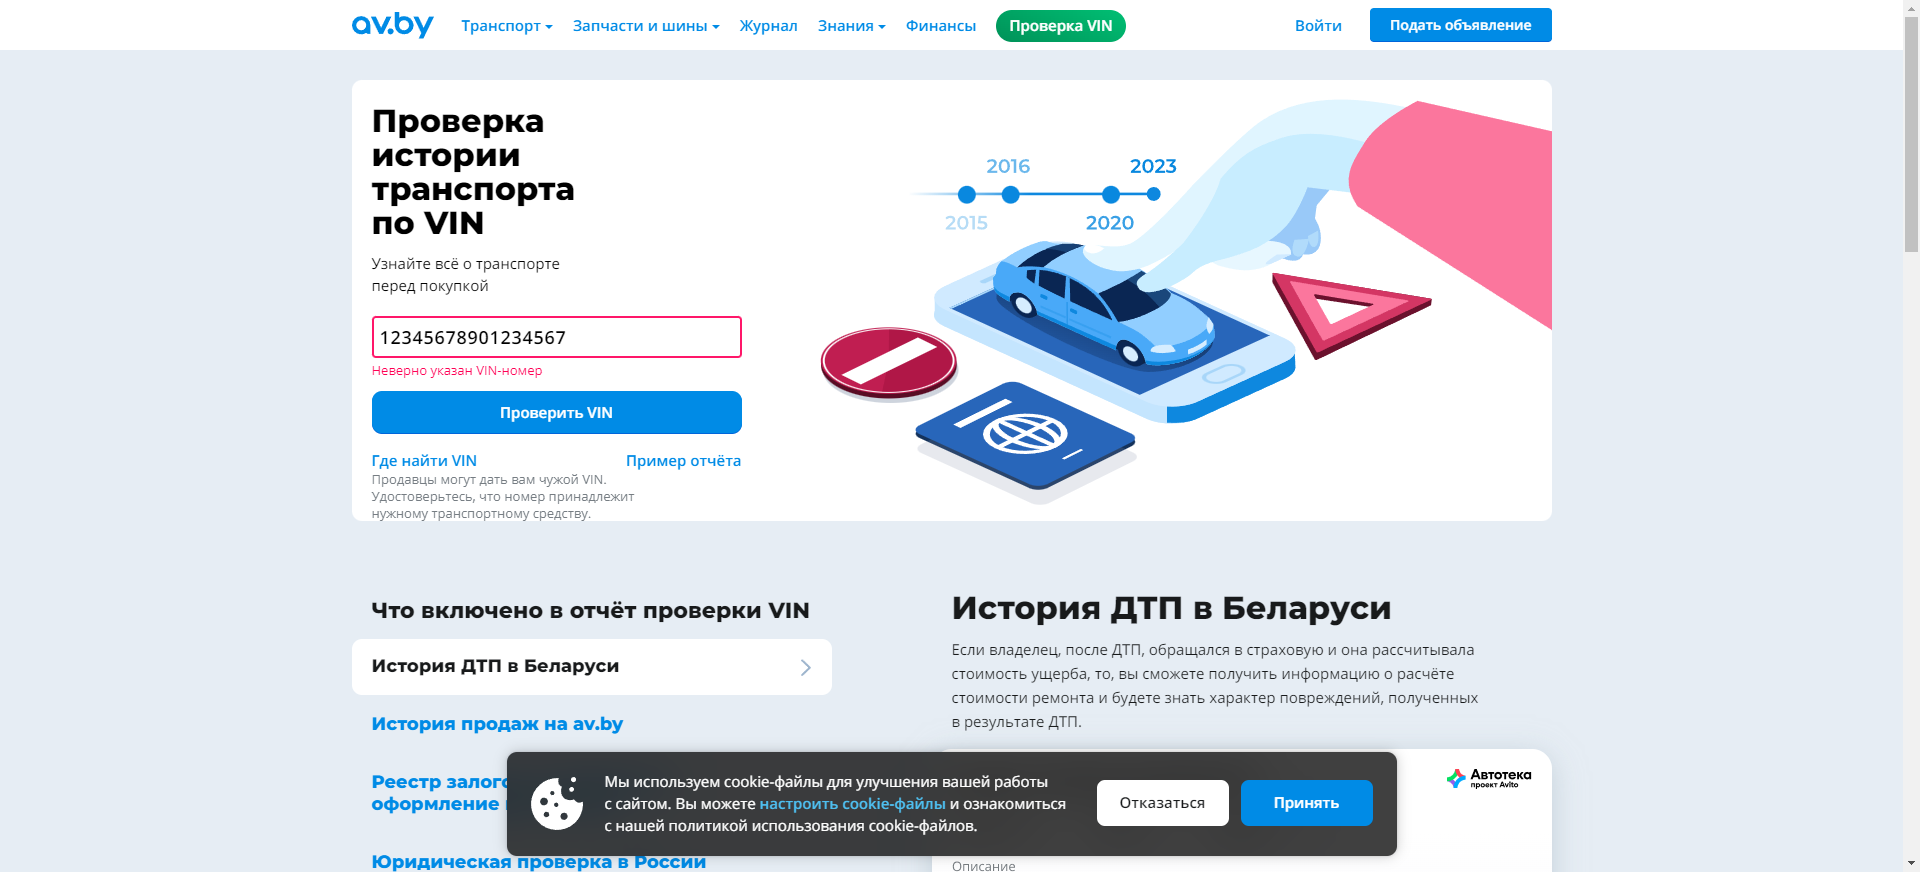 av.by
Транспорт
Запчасти и шины
Журнал
Знания
Финансы
Проверка VIN
Войти
Подать объявление
Проверка
истории
транспорта
по VIN
Узнайте всё о транспорте
перед покупкой
12345678901234567
Неверно указан VIN-номер
Проверить VIN
Где найти VIN
Пример отчёта
Продавцы могут дать вам чужой VIN.
Удостоверьтесь, что номер принадлежит
нужному транспортному средству.
2016
2023
2015
2020
Что включено в отчёт проверки VIN
История ДТП в Беларуси
История продаж на av.by
Реестр
оформление
Юридическая проверка в России
История ДТП в Беларуси
Если владелец, после ДТП, обращался в страховую и она рассчитывала
стоимость ущерба, то, вы сможете получить информацию о расчёте
стоимости ремонта и будете знать характер повреждений, полученных
в результате ДТП.
Автотека
проект Avito
Описание
Мы используем cookie-файлы для улучшения вашей работы
с сайтом. Вы можете настроить cookie-файлы и ознакомиться
с нашей политикой использования cookie-файлов.
Отказаться
Принять